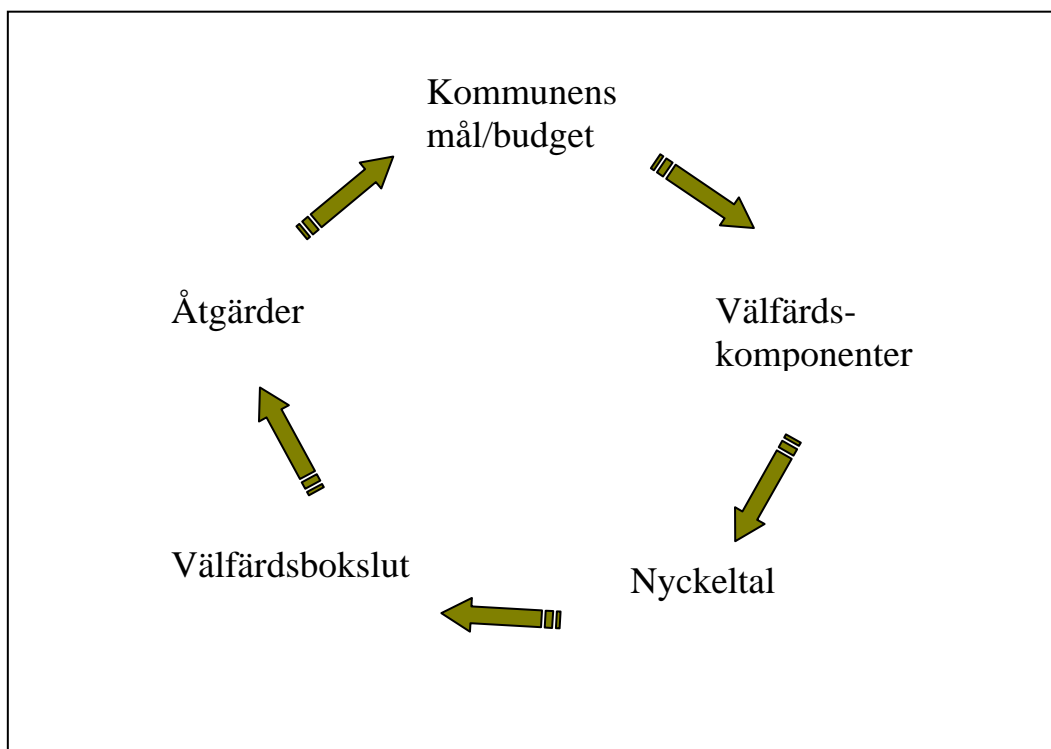 Kommunens
mål/budget
Åtgärder
Välfärds-
komponenter
Välfärdsbokslut
Nyckeltal